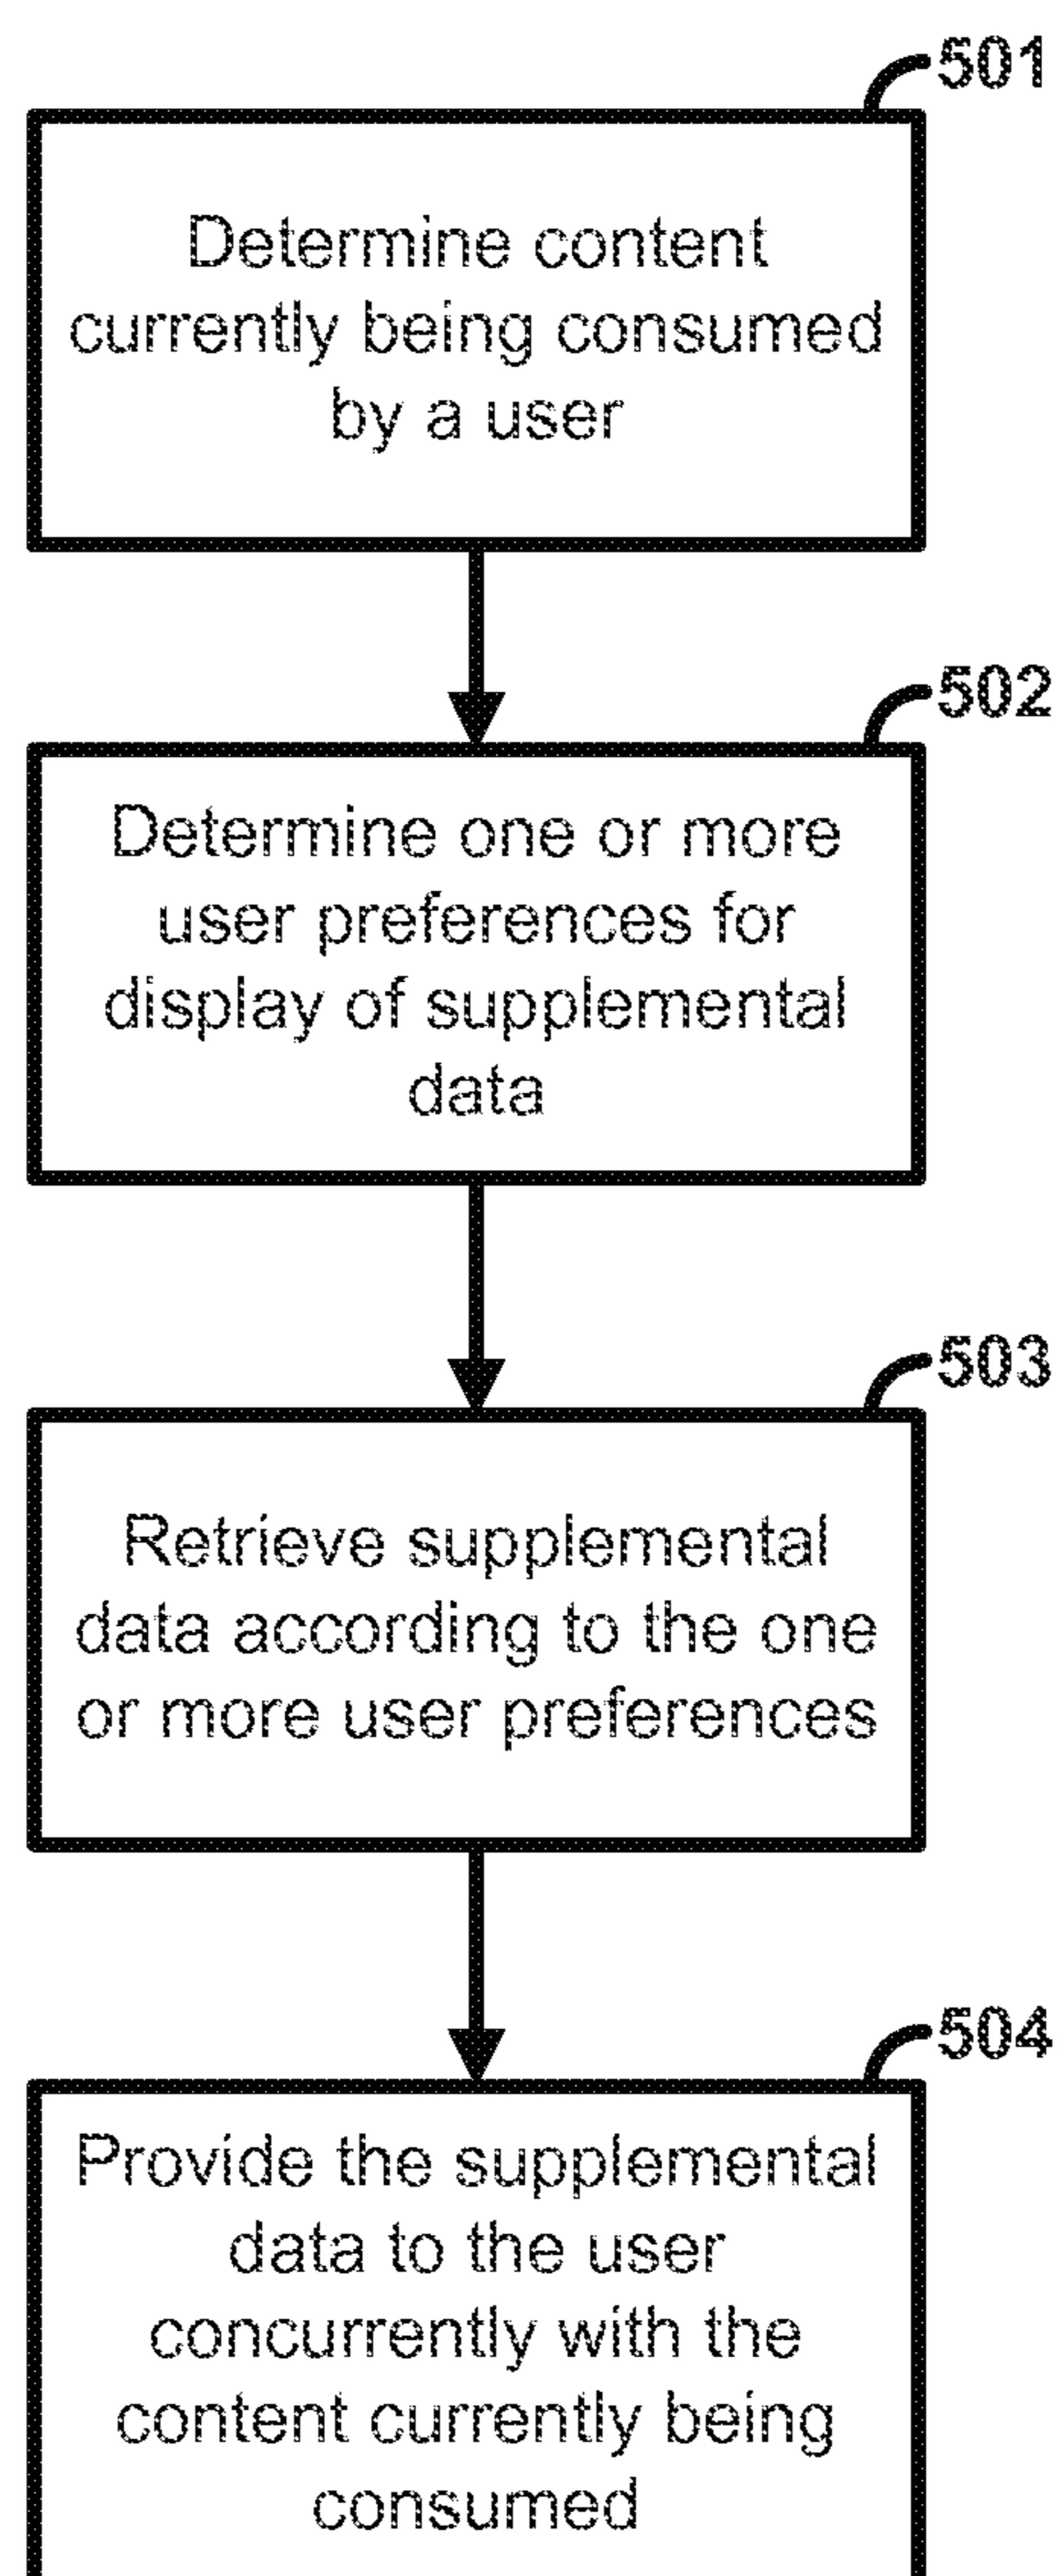 501
Determine content
currently being consumed
by a user
502
Determine one or more
user preferences for
display of supplemental
data
503
Retrieve supplemental
data according to the one
or more user preferences
504
Provide the supplemental
data to the user
concurrently with the
content currently being
consumed